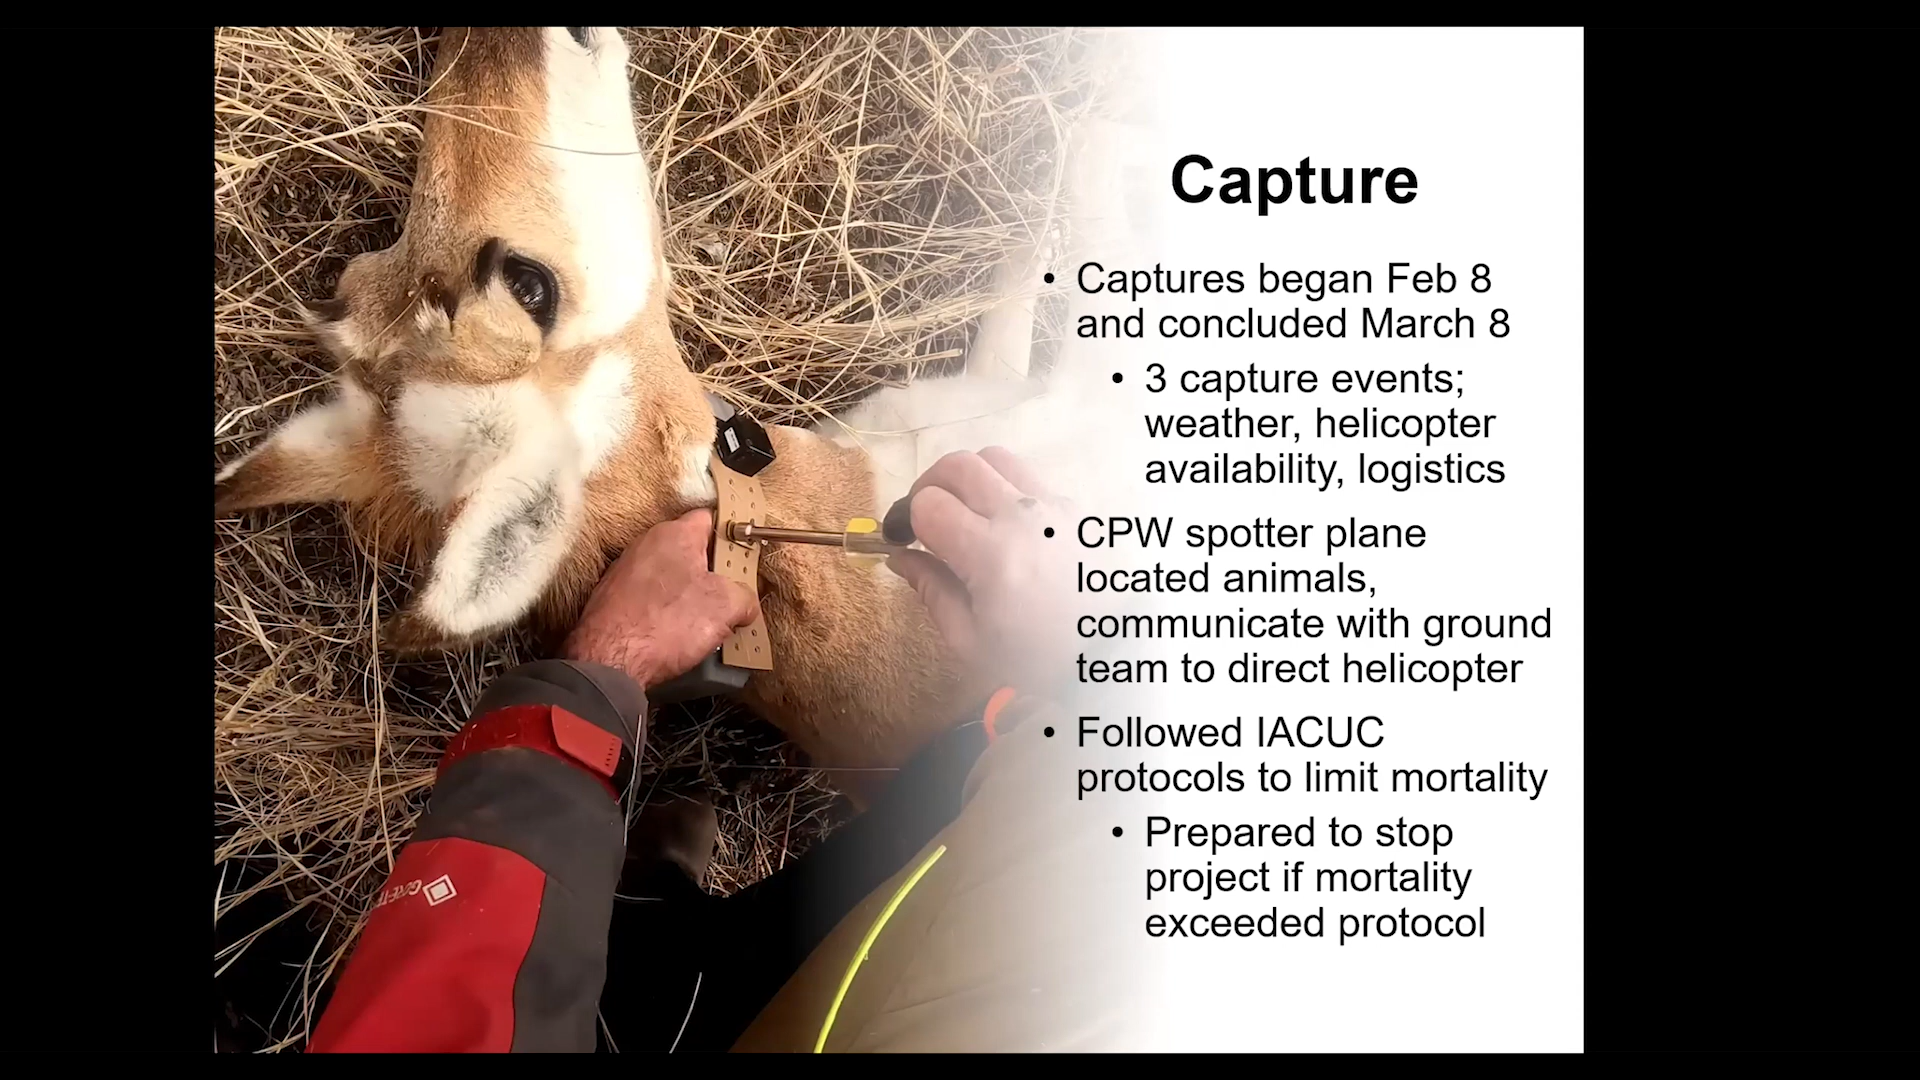 Capture
• Captures began Feb 8
and concluded March 8
• 3 capture events;
weather, helicopter
availability, logistics
• CPW spotter plane
located animals,
communicate with ground
team to direct helicopter
• Followed IACUC
protocols to limit mortality
• Prepared to stop
project if mortality
exceeded protocol